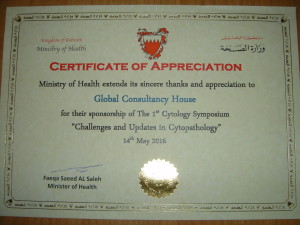 Kingdom of Bahrain
Ministry of Health
وزارة الصحة
CERTIFICATE OF APPRECIATION
Ministry of Health extends its sincere thanks and appreciation to
Global Consultancy House
for their sponsorship of The 1st Cytology Symposium
"Challenges and Updates in Cytopathology"
14th May 2016
Faeqa Saeed AL Saleh
Minister of Health